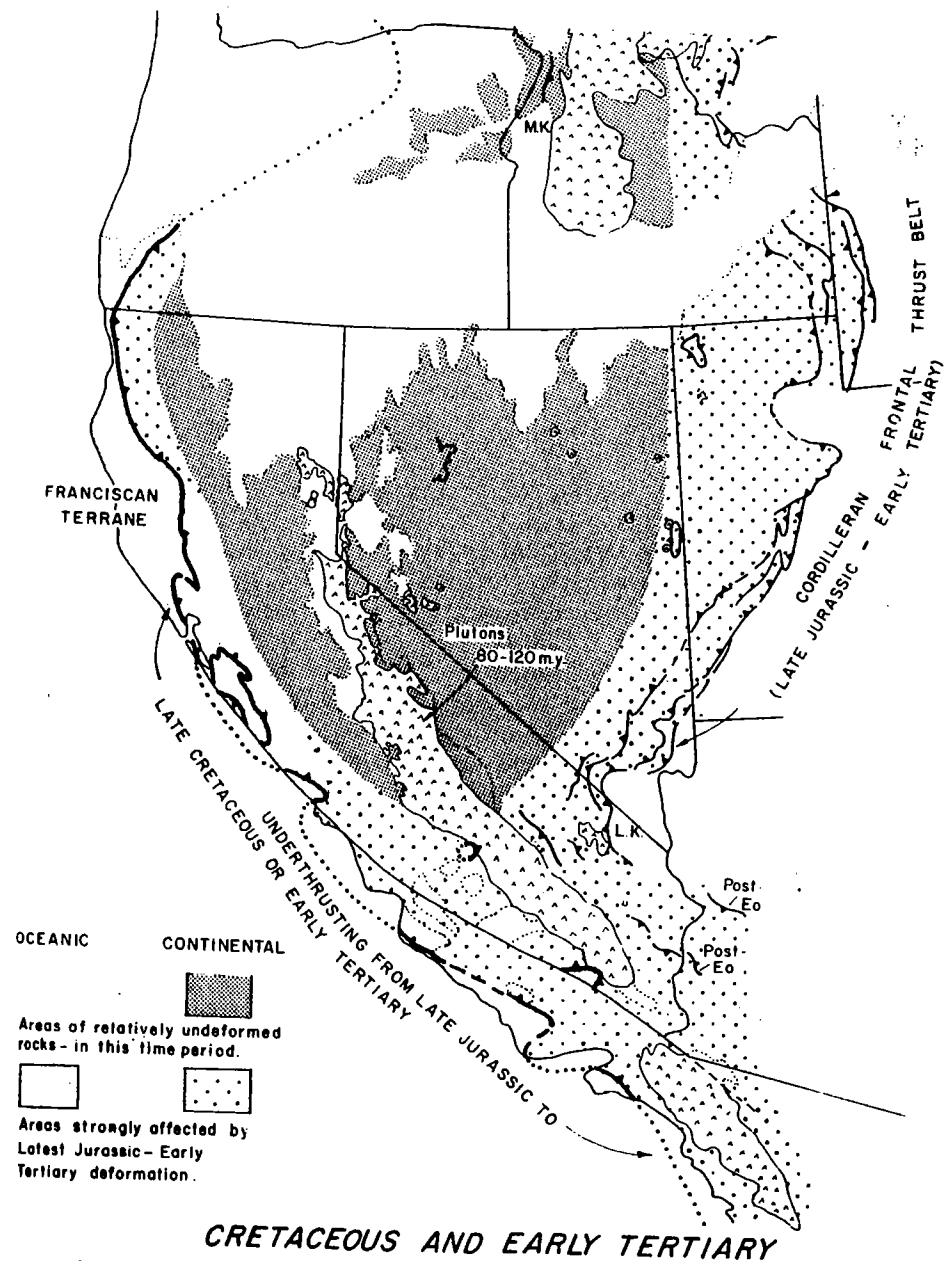 M.K.
FRANCISCAN
TERRANE
CORDILLERAN FRONTAL THRUST BELT
(LATE JURASSIC - EARLY TERTIARY)
Plutons
80-120 m.y.
L.K.
Post
Eo
Post-
Eo
UNDERTHRUSTING FROM LATE JURASSIC TO
LATE CRETACEOUS OR EARLY TERTIARY
OCEANIC
CONTINENTAL
Areas of relatively undeformed
rocks - in this time period.
Areas strongly affected by
Latest Jurassic - Early
Tertiary deformation.
CRETACEOUS AND EARLY TERTIARY